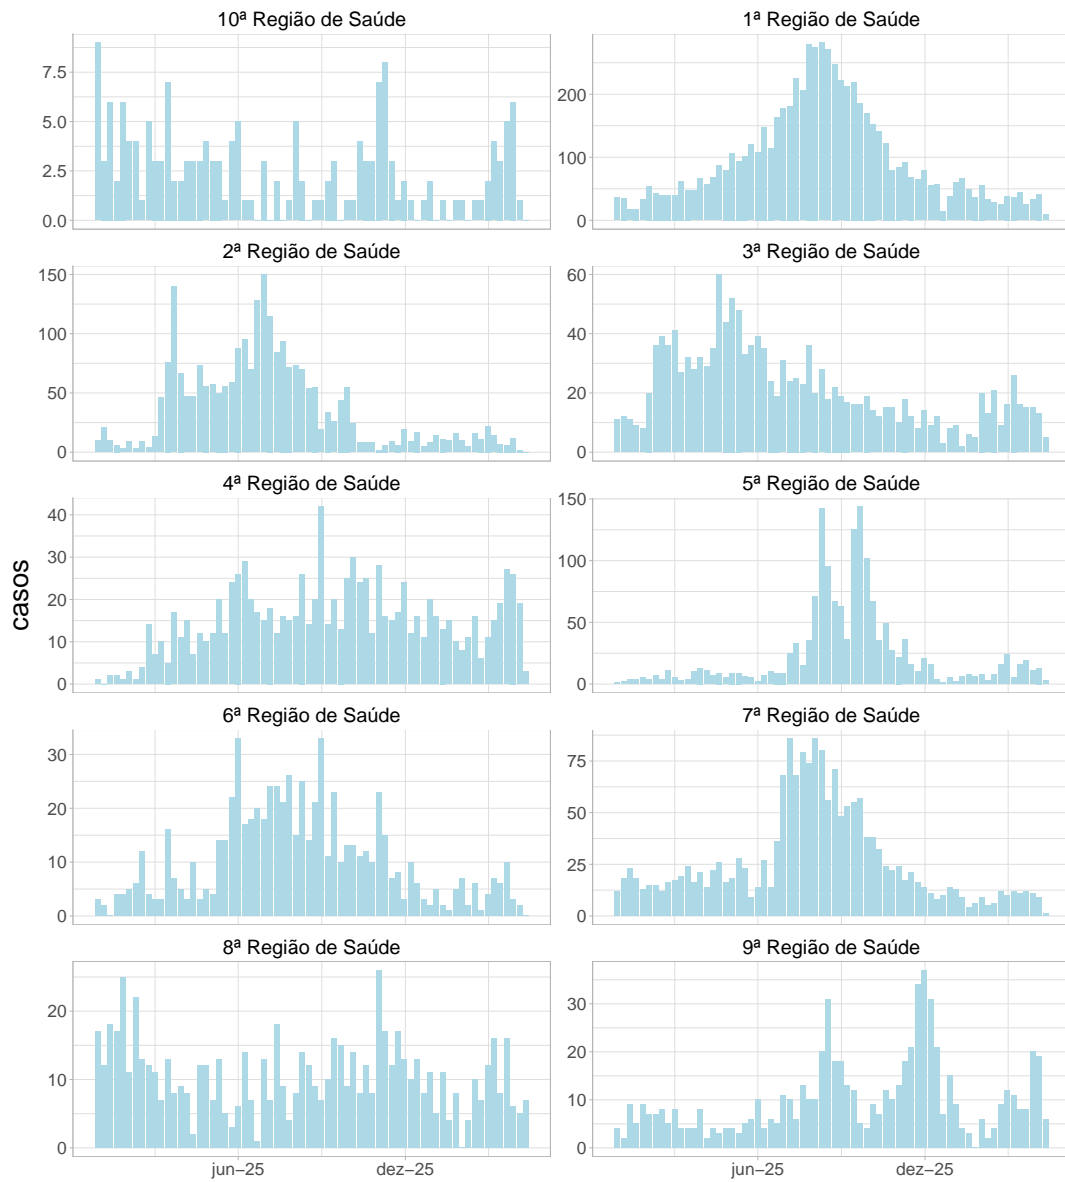 10ª Região de Saúde
7.5
5.0
2.5
0.0
1ª Região de Saúde
200
100
0
2ª Região de Saúde
150
100
50
0
3ª Região de Saúde
60
40
20
0
4ª Região de Saúde
40
30
20
10
0
5ª Região de Saúde
150
100
50
0
6ª Região de Saúde
30
20
10
0
7ª Região de Saúde
75
50
25
0
8ª Região de Saúde
20
10
0
jun−25
dez−25
9ª Região de Saúde
30
20
10
0
jun−25
dez−25
casos